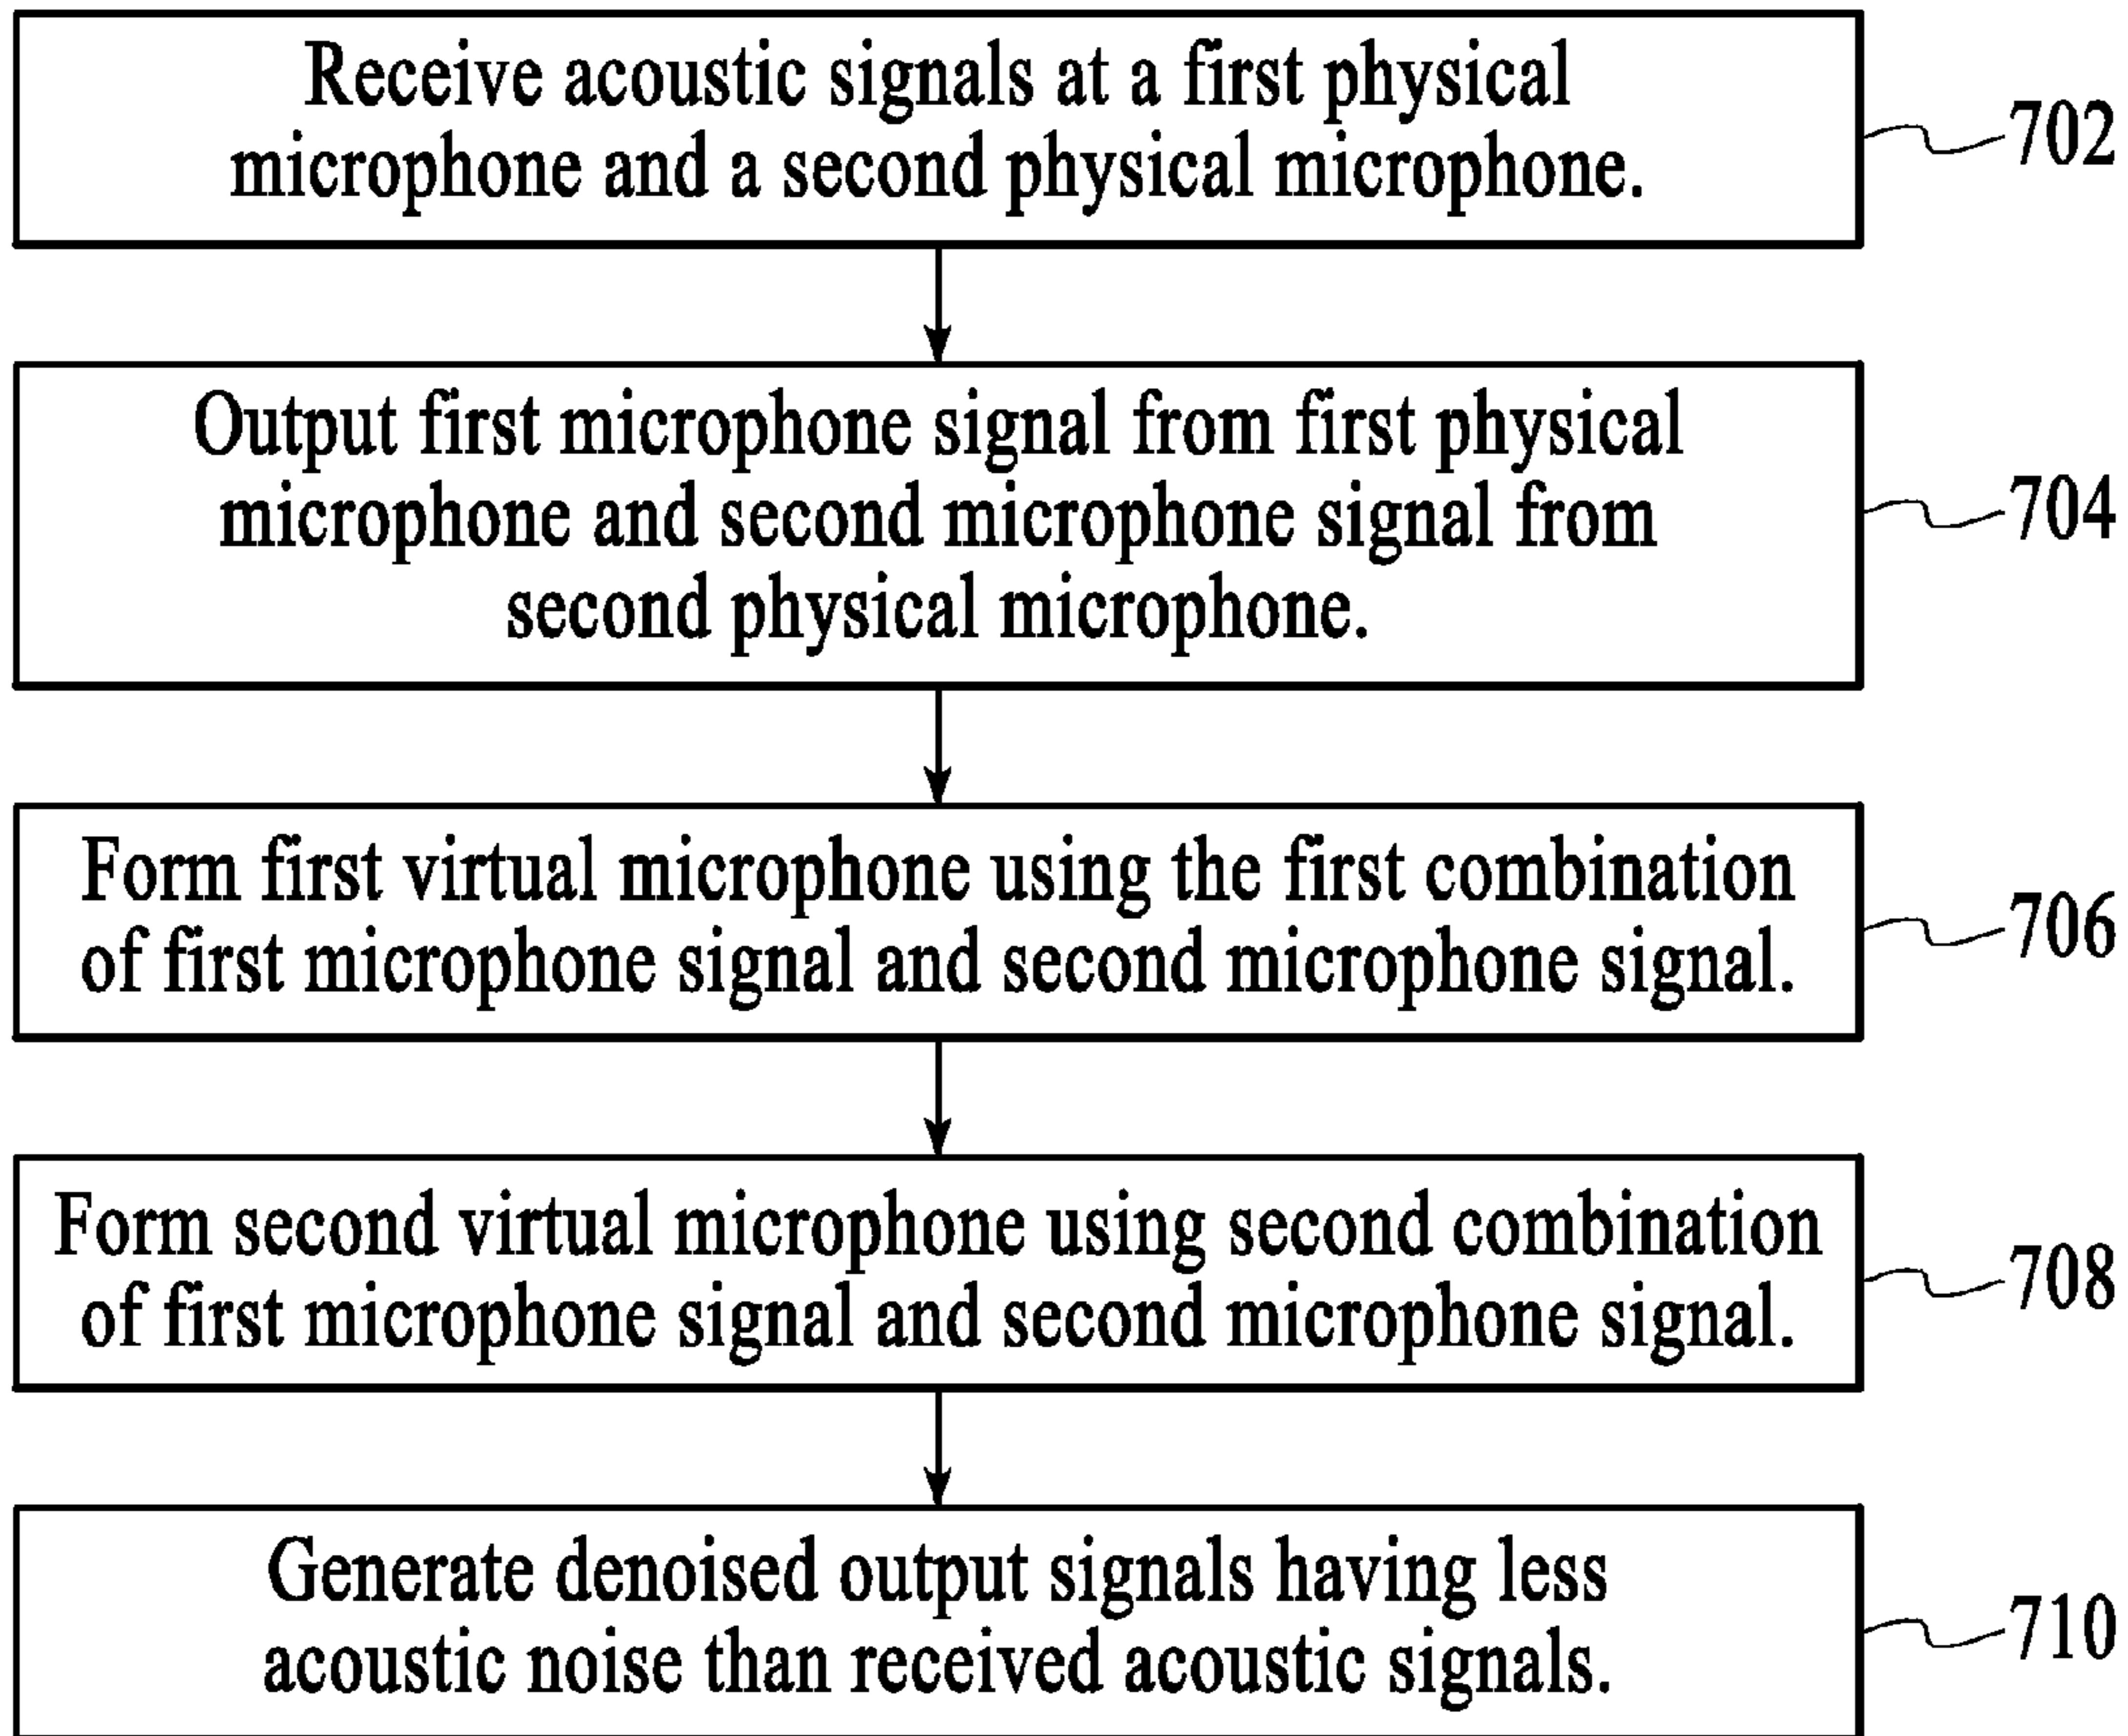 Receive acoustic signals at a first physical
microphone and a second physical microphone.
702
Output first microphone signal from first physical
microphone and second microphone signal from
second physical microphone.
704
Form first virtual microphone using the first combination
of first microphone signal and second microphone signal.
706
Form second virtual microphone using second combination
of first microphone signal and second microphone signal.
708
Generate denoised output signals having less
acoustic noise than received acoustic signals.
710